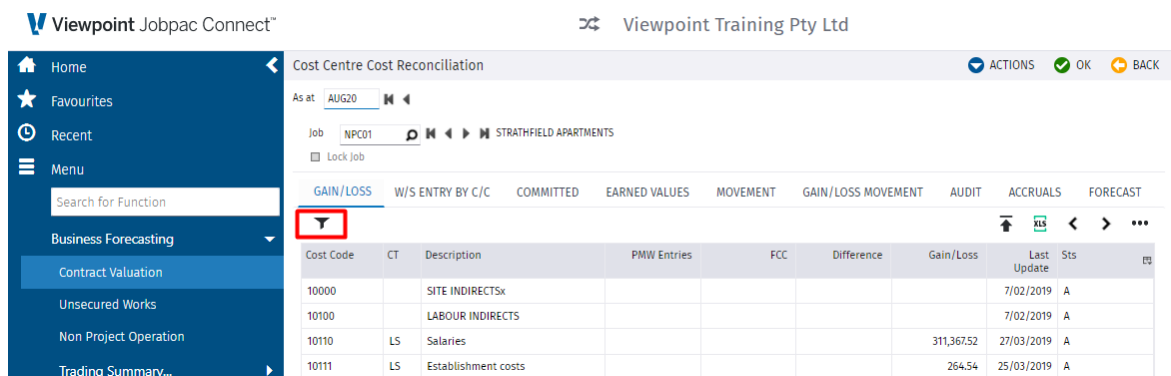 Viewpoint Jobpac Connect™
Viewpoint Training Pty Ltd
Home
Favourites
Recent
Menu
Search for Function
Business Forecasting
Contract Valuation
Unsecured Works
Non Project Operation
Trading Summary...
Cost Centre Cost Reconciliation
ACTIONS OK BACK
As at AUG20
Job NPC01 STRATHFIELD APARTMENTS
Lock Job
GAIN/LOSS W/S ENTRY BY C/C COMMITTED EARNED VALUES MOVEMENT GAIN/LOSS MOVEMENT AUDIT ACCRUALS FORECAST
XLS
Cost Code CT Description PMW Entries FCC Difference Gain/Loss Last Update Sts
10000 SITE INDIRECTSx 7/02/2019 A
10100 LABOUR INDIRECTS 7/02/2019 A
10110 LS Salaries 311,367.52 27/03/2019 A
10111 LS Establishment costs 264.54 25/03/2019 A